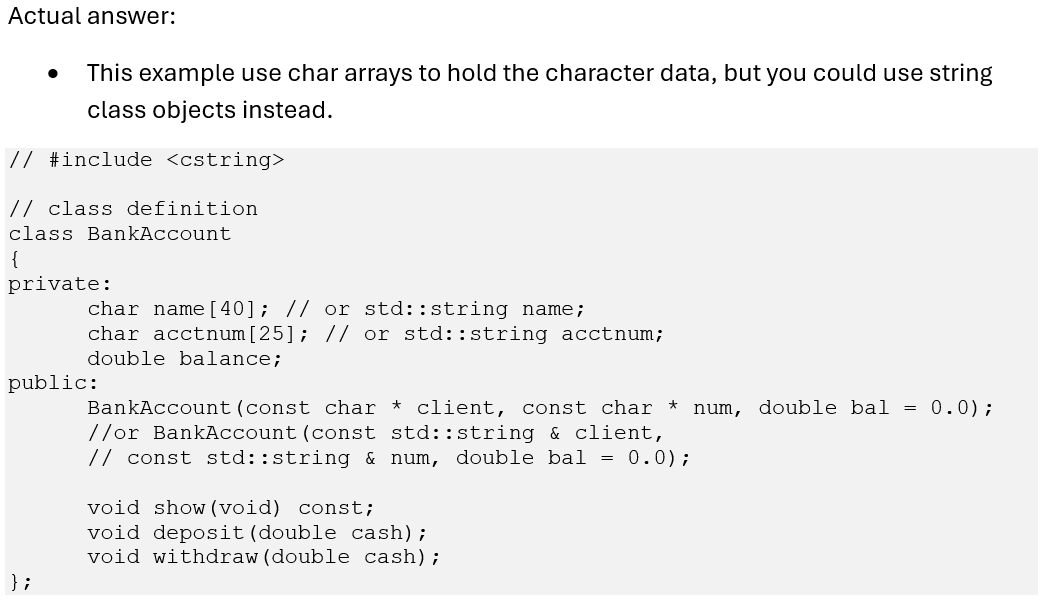 Actual answer:
• This example use char arrays to hold the character data, but you could use string
class objects instead.
// #include <cstring>
// class definition
class BankAccount
{
private:
      char name[40]; // or std::string name;
      char acctnum[25]; // or std::string acctnum;
      double balance;
public:
      BankAccount(const char * client, const char * num, double bal = 0.0);
      //or BankAccount(const std::string & client,
      // const std::string & num, double bal = 0.0);
      void show(void) const;
      void deposit(double cash);
      void withdraw(double cash);
};